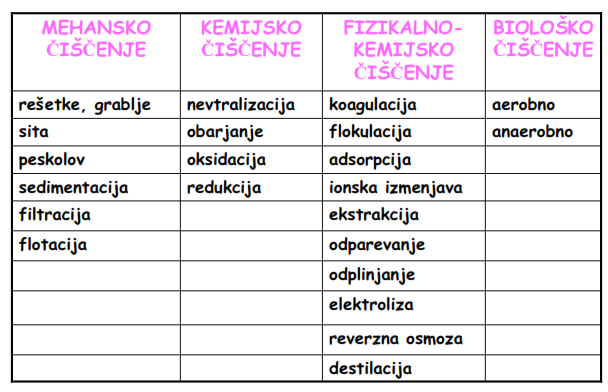 MEHANSKO ČIŠČENJE KEMIJSKO ČIŠČENJE FIZIKALNO-KEMIJSKO ČIŠČENJE BIOLOŠKO ČIŠČENJE
rešetke, grablje nevtralizacija koagulacija aerobno
sita obarjanje flokulacija anaerobno
peskolov oksidacija adsorpcija
sedimentacija redukcija ionska izmenjava
filtracija ekstrakcija
flotacija odparevanje
odplinjanje
elektroliza
reverzna osmoza
destilacija